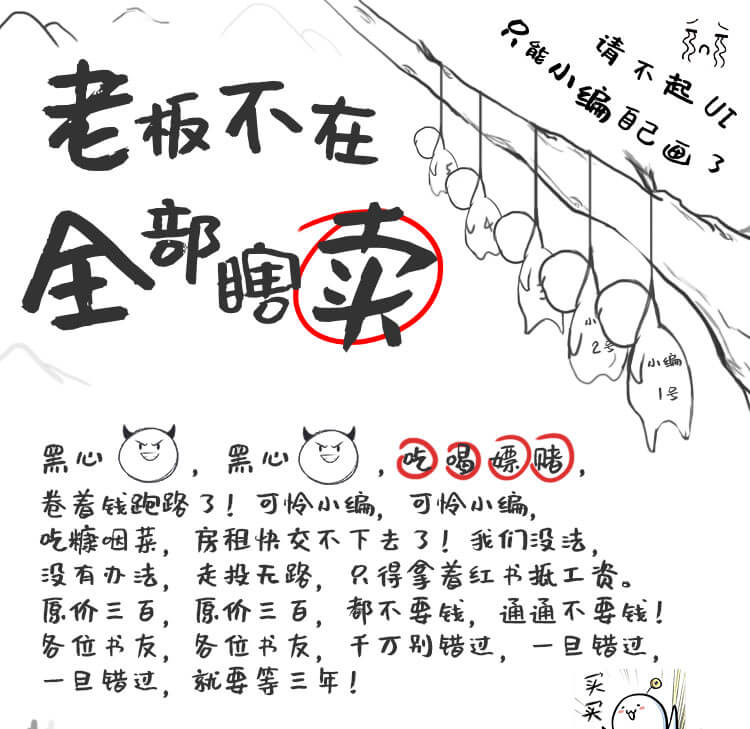 请不起UI
只能小编自己画了
老板不在
全部瞎卖
5
4
3
小
2号
小编
1号
黑心，黑心，吃喝嫖赌，
卷着钱跑路了！可怜小编，可怜小编，
吃糠咽菜，房租快交不下去了！我们没法，
没有办法，走投无路，只得拿着红书抵工资。
原价三百，原价三百，都不要钱，通通不要钱！
各位书友，各位书友，千万别错过，一旦错过，
一旦错过，就要等三年！
买买